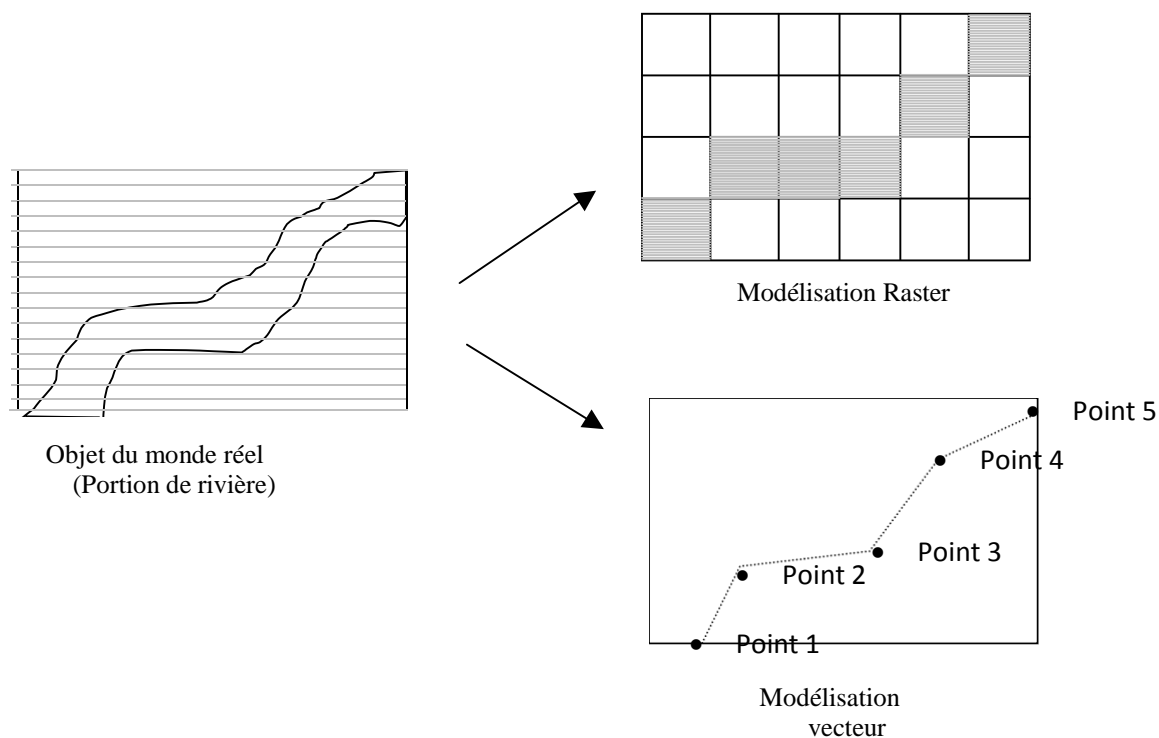 Modélisation Raster
Objet du monde réel
(Portion de rivière)
Point 5
Point 4
Point 3
Point 2
Point 1
Modélisation
vecteur